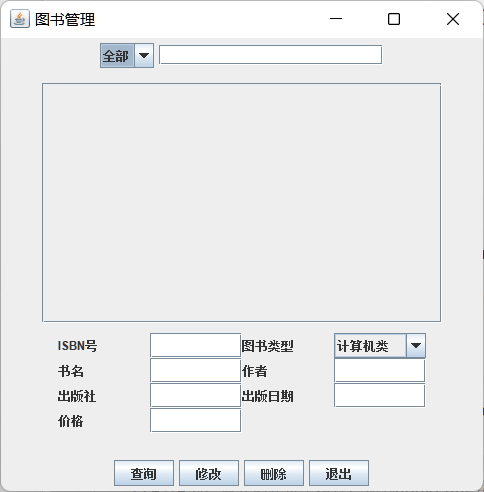 图书管理
全部
ISBN号 图书类型 计算机类
书名 作者
出版社 出版日期
价格
查询 修改 删除 退出